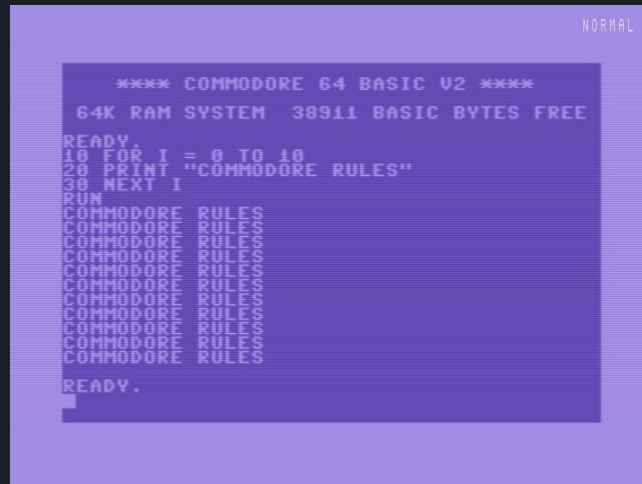 NORMAL
**** COMMODORE 64 BASIC V2 ****
64K RAM SYSTEM  38911 BASIC BYTES FREE
READY.
10 FOR I = 0 TO 10
20 PRINT "COMMODORE RULES"
30 NEXT I
RUN
COMMODORE RULES
COMMODORE RULES
COMMODORE RULES
COMMODORE RULES
COMMODORE RULES
COMMODORE RULES
COMMODORE RULES
COMMODORE RULES
COMMODORE RULES
COMMODORE RULES
COMMODORE RULES
READY.